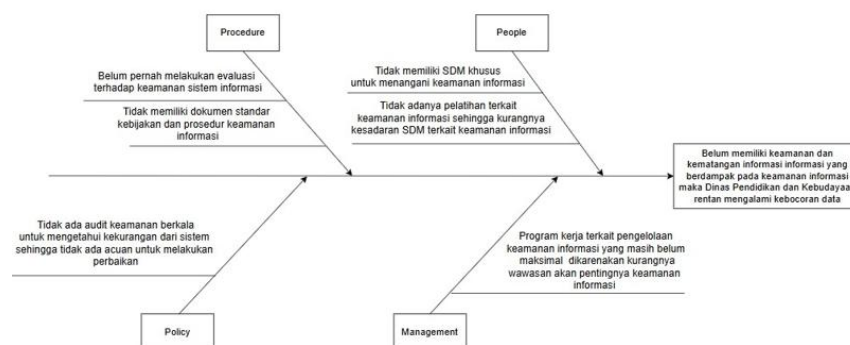 Procedure
People
Belum pernah melakukan evaluasi
terhadap keamanan sistem informasi
Tidak memiliki dokumen standar
kebijakan dan prosedur keamanan
informasi
Tidak memiliki SDM khusus
untuk menangani keamanan informasi
Tidak adanya pelatihan terkait
keamanan informasi sehingga kurangnya
kesadaran SDM terkait keamanan informasi
Belum memiliki keamanan dan
kematangan informasi informasi yang
berdampak pada keamanan informasi
maka Dinas Pendidikan dan Kebudayaa
rentan mengalami kebocoran data
Tidak ada audit keamanan berkala
untuk mengetahui kekurangan dari sistem
sehingga tidak ada acuan untuk melakukan
perbaikan
Program kerja terkait pengelolaan
keamanan informasi yang masih belum
maksimal dikarenakan kurangnya
wawasan akan pentingnya keamanan
informasi
Policy
Management